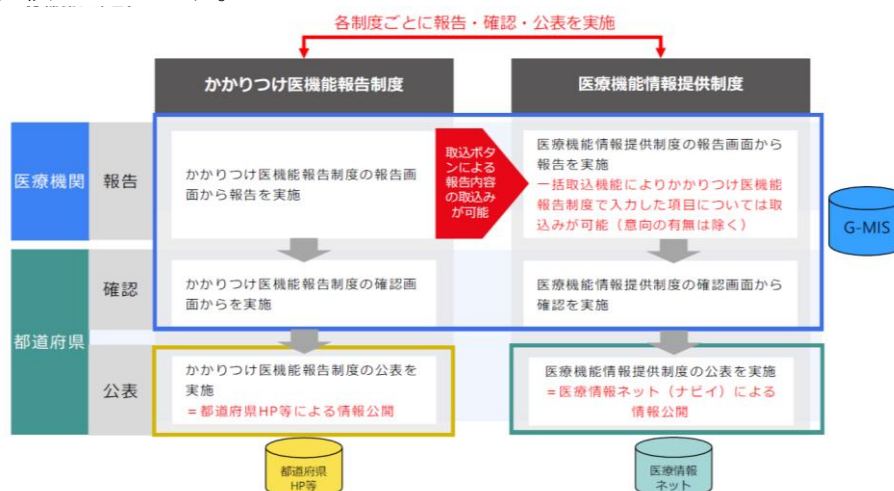 各制度ごとに報告・確認・公表を実施
かかりつけ医機能報告制度
医療機能情報提供制度
医療機関
報告
かかりつけ医機能報告制度の報告画
面から報告を実施
取込ボタ
ンによる
報告内容
の取込み
が可能
医療機能情報提供制度の報告画面から
報告を実施
一括取込機能によりかかりつけ医機能
報告制度で入力した項目については取
込みが可能(意向の有無は除く)
G-MIS
都道府県
確認
かかりつけ医機能報告制度の確認画
面からを実施
医療機能情報提供制度の確認画面から
確認を実施
公表
かかりつけ医機能報告制度の公表を
実施
=都道府県HP等による情報公開
医療機能情報提供制度の公表を実施
=医療情報ネット(ナビイ)による
情報公開
都道府県
HP等
医療情報
ネット